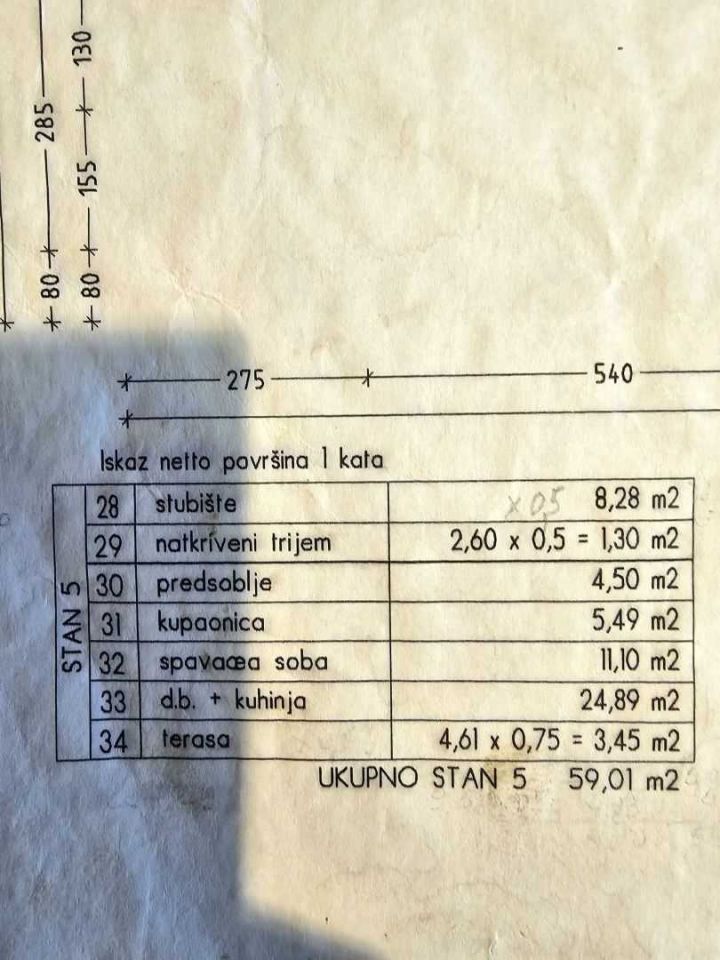 130
285
155
80
80
275 540
Iskaz netto površina 1 kata
STAN 5
28 stubište x 0,5 8,28 m2
29 natkriveni trijem 2,60 x 0,5 = 1,30 m2
30 predsoblje 4,50 m2
31 kupaonica 5,49 m2
32 spavaœa soba 11,10 m2
33 d.b. + kuhinja 24,89 m2
34 terasa 4,61 x 0,75 = 3,45 m2
UKUPNO STAN 5 59,01 m2